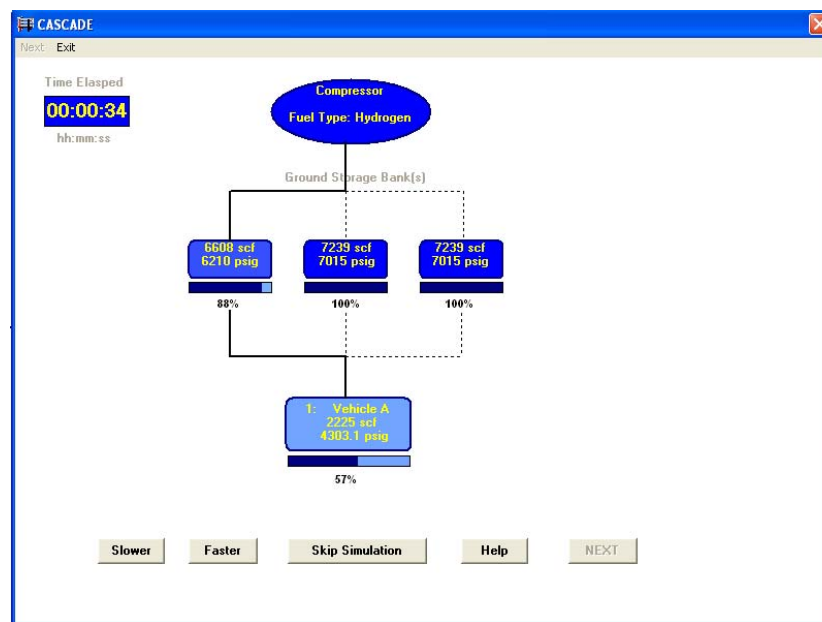 CASCADE
Next Exit
Time Elasped
00:00:34
hh:mm:ss
Compressor
Fuel Type: Hydrogen
Ground Storage Bank(s)
6608 scf
6210 psig
88%
7239 scf
7015 psig
100%
7239 scf
7015 psig
100%
1: Vehicle A
2225 scf
4303.1 psig
57%
Slower Faster Skip Simulation Help NEXT